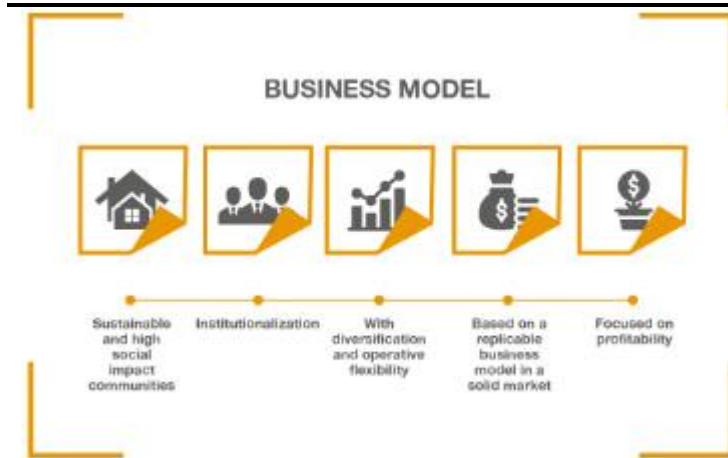 BUSINESS MODEL
Sustainable
and high
social
impact
communities
Institutionalization
With
diversification
and operative
flexibility
Based on a
replicable
business
model in a
solid market
Focused on
profitability